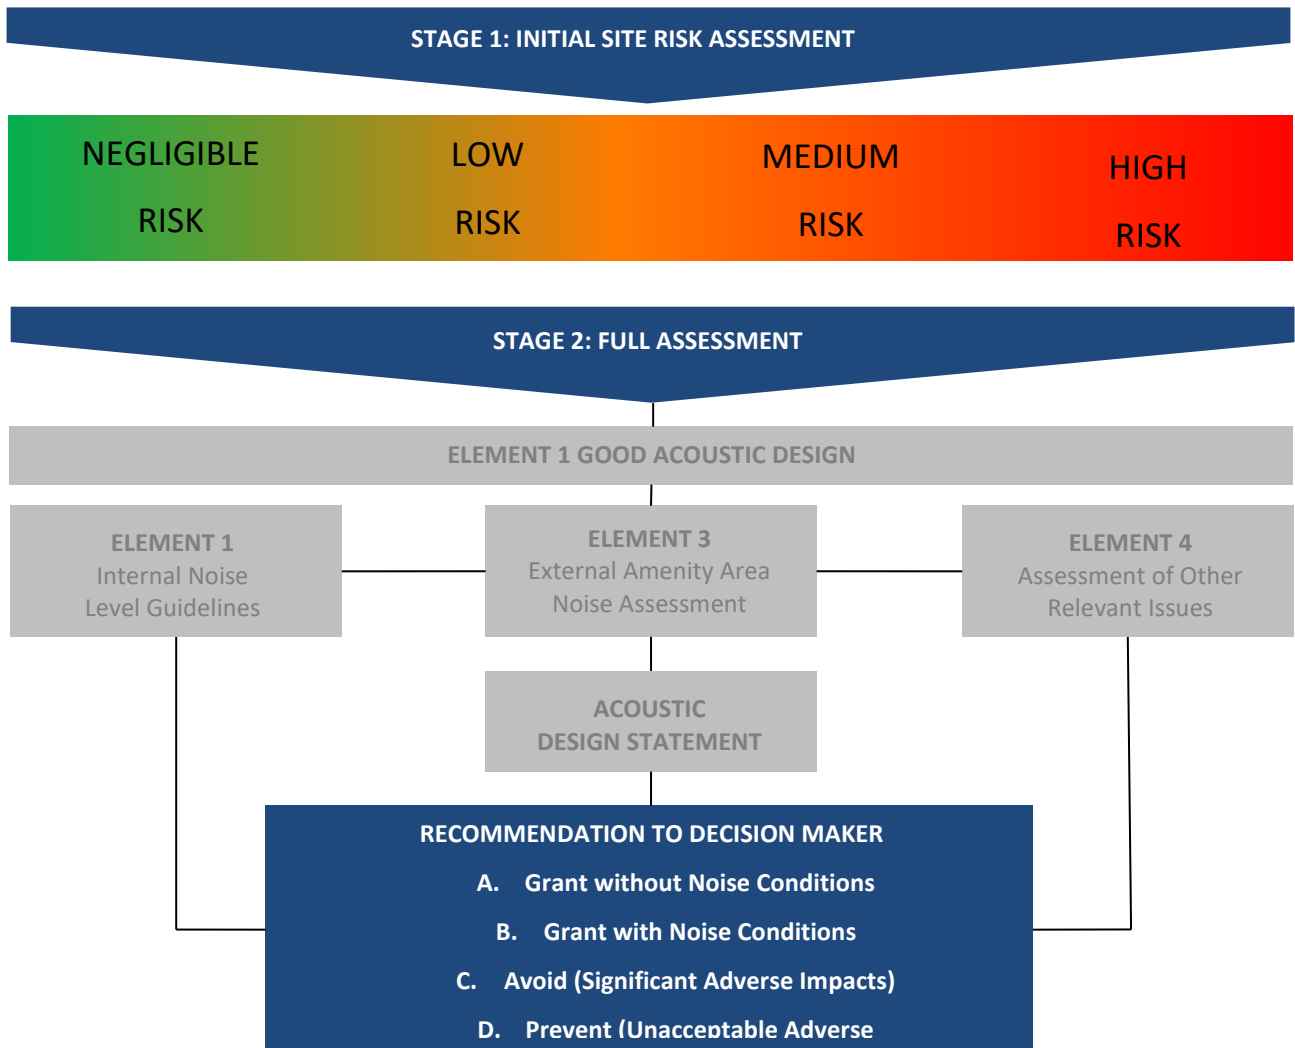 STAGE 1: INITIAL SITE RISK ASSESSMENT
NEGLIGIBLE
RISK
LOW
RISK
MEDIUM
RISK
HIGH
RISK
STAGE 2: FULL ASSESSMENT
ELEMENT 1 GOOD ACOUSTIC DESIGN
ELEMENT 1
Internal Noise
Level Guidelines
ELEMENT 3
External Amenity Area
Noise Assessment
ELEMENT 4
Assessment of Other
Relevant Issues
ACOUSTIC
DESIGN STATEMENT
RECOMMENDATION TO DECISION MAKER
A. Grant without Noise Conditions
B. Grant with Noise Conditions
C. Avoid (Significant Adverse Impacts)
D. Prevent (Unacceptable Adverse